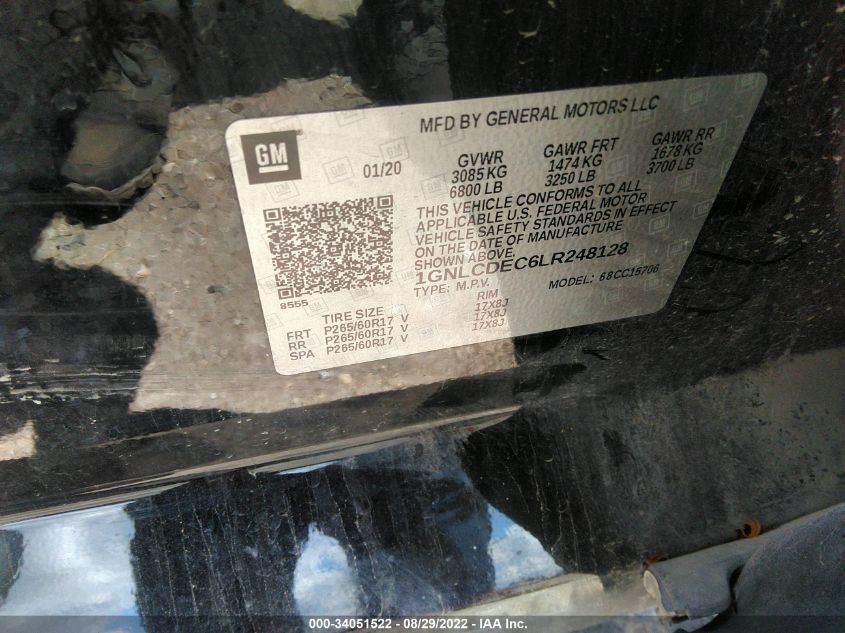 MFD BY GENERAL MOTORS LLC
GM
01/20
GVWR GAWR FRT GAWR RR
3085 KG 1474 KG 1678 KG
6800 LB 3250 LB 3700 LB
THIS VEHICLE CONFORMS TO ALL
APPLICABLE U.S. FEDERAL MOTOR
VEHICLE SAFETY STANDARDS IN EFFECT
ON THE DATE OF MANUFACTURE
SHOWN ABOVE.
1GNLCDEC6LR248128
TYPE: M.P.V. MODEL: 68CC15706
8555
TIRE SIZE RIM
FRT P265/60R17 V 17X8J
RR P265/60R17 V 17X8J
SPA P265/60R17 V 17X8J
000-34051522 - 08/29/2022 - IAA Inc.